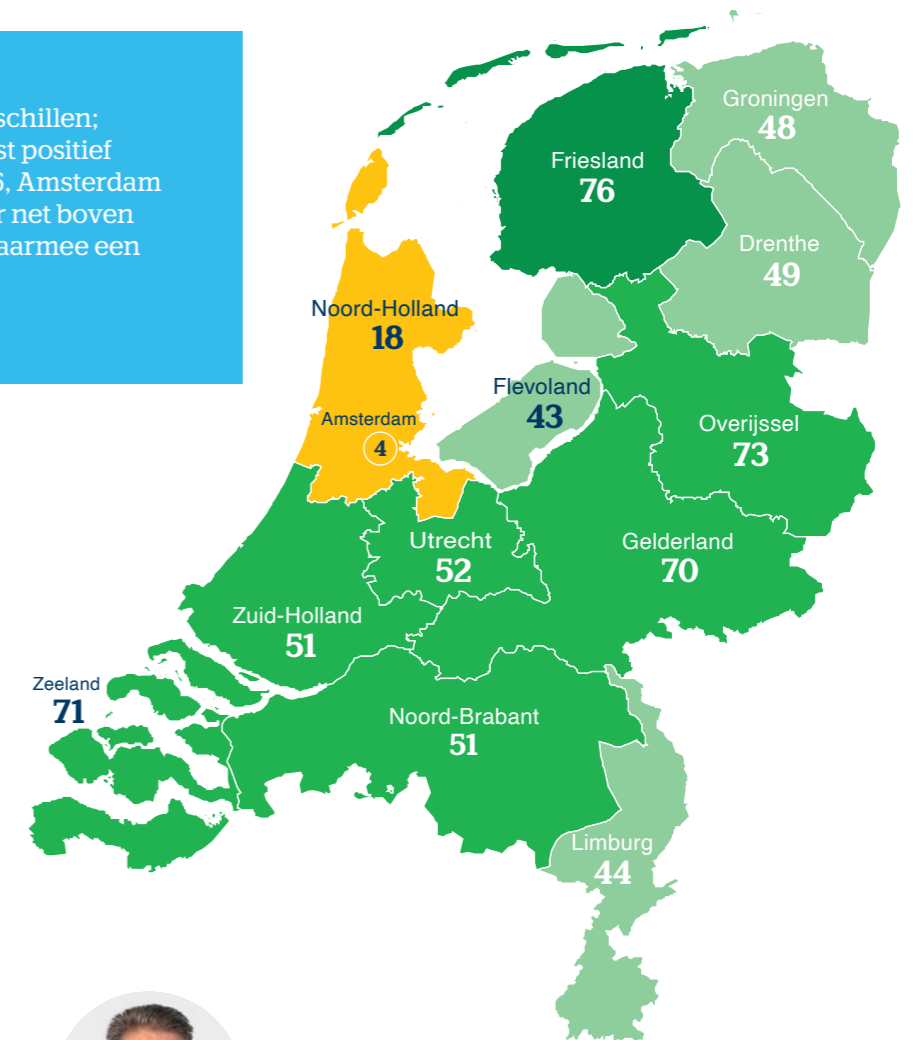 schillen;
st positief
6, Amsterdam
r net boven
aarmee een
Groningen
48
Friesland
76
Drenthe
49
Noord-Holland
18
Flevoland
43
Amsterdam
4
Overijssel
73
Utrecht
52
Gelderland
70
Zuid-Holland
51
Zeeland
71
Noord-Brabant
51
Limburg
44